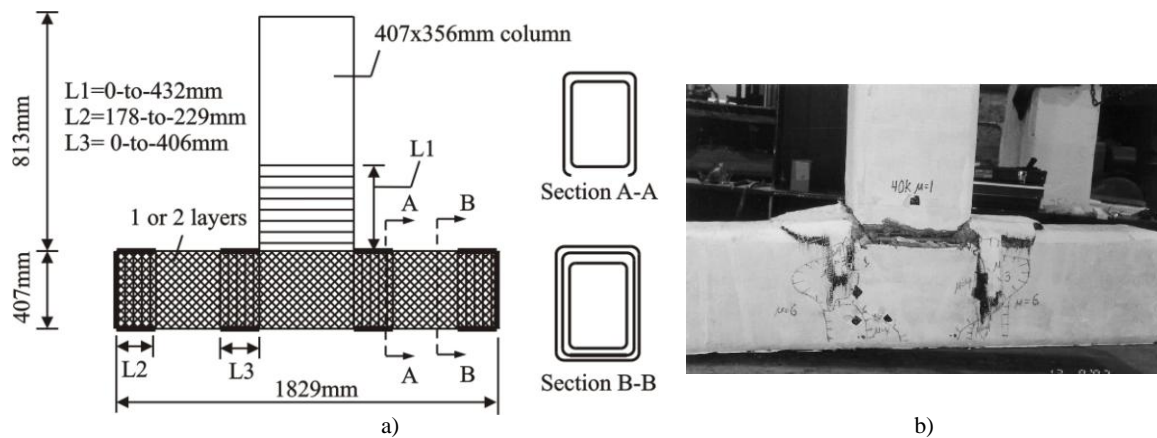 407x356mm column
L1=0-to-432mm
L2=178-to-229mm
L3= 0-to-406mm
813mm
L1
Section A-A
1 or 2 layers
A
B
407mm
L2
L3
A
B
Section B-B
1829mm
a)
40k μ=1
μ=6
μ=6
b)